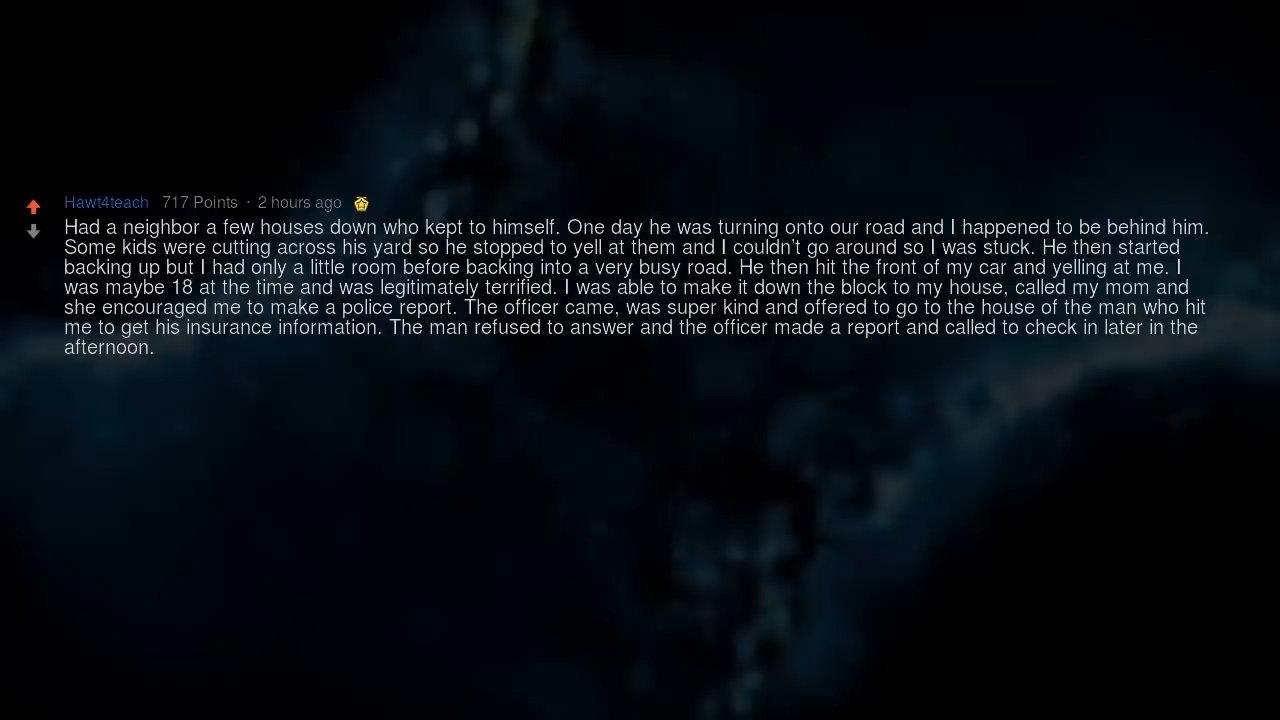 Hawt4teach 717 Points · 2 hours ago
Had a neighbor a few houses down who kept to himself. One day he was turning onto our road and I happened to be behind him.
Some kids were cutting across his yard so he stopped to yell at them and I couldn't go around so I was stuck. He then started
backing up but I had only a little room before backing into a very busy road. He then hit the front of my car and yelling at me. I
was maybe 18 at the time and was legitimately terrified. I was able to make it down the block to my house, called my mom and
she encouraged me to make a police report. The officer came, was super kind and offered to go to the house of the man who hit
me to get his insurance information. The man refused to answer and the officer made a report and called to check in later in the
afternoon.